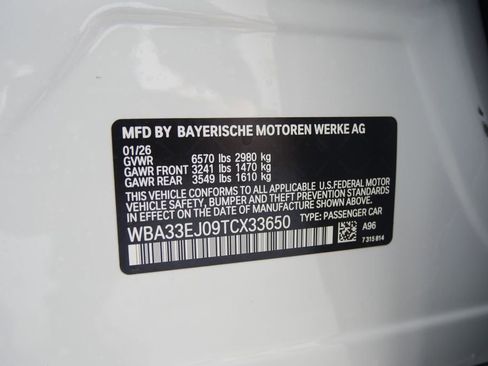 MFD BY BAYERISCHE MOTOREN WERKE AG
01/26
GVWR 6570 lbs 2980 kg
GAWR FRONT 3241 lbs 1470 kg
GAWR REAR 3549 lbs 1610 kg
THIS VEHICLE CONFORMS TO ALL APPLICABLE U.S.FEDERAL MOTOR
VEHICLE SAFETY, BUMPER, AND THEFT PREVENTION STANDARDS
IN EFFECT ON THE DATE OF MANUFACTURE SHOWN ABOVE.
WBA33EJ09TCX33650 TYPE: PASSENGER CAR
A96
7 315 814